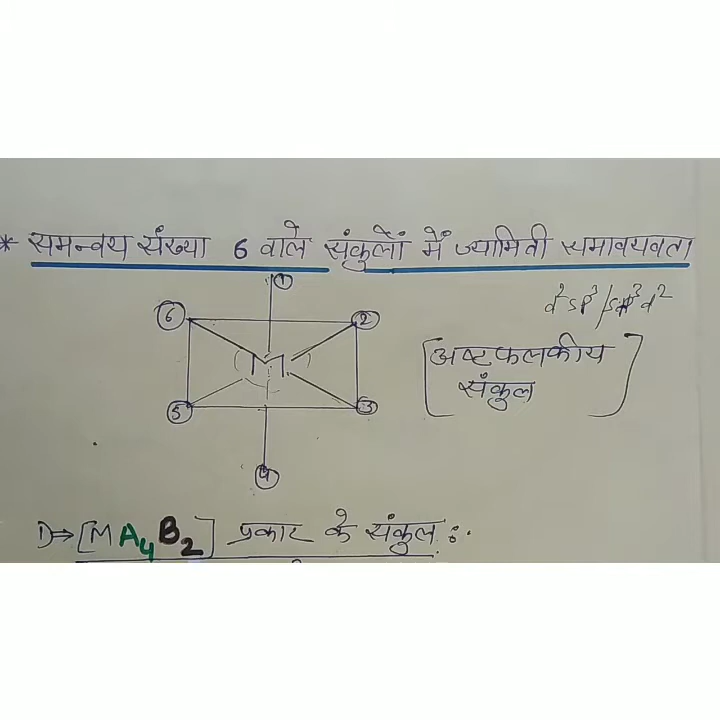 * समन्वय संख्या 6 वाले संकुलों में ज्यामिती समावयवता
d²sp³/sp³d²
[अष्टफलकीय
संकुल]
1
6
2
M
5
3
4
1)⇒ [MA₄B₂] प्रकार के संकुल :-